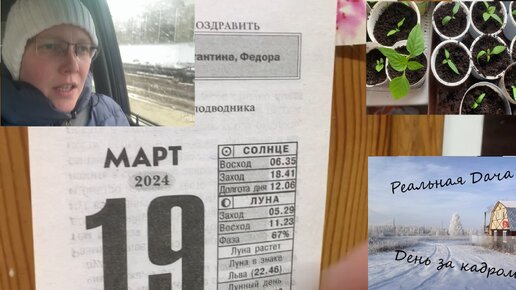 ОЗДРАВИТЬ
антина, Федора
подводника
МАРТ
2024
19
СОЛНЦЕ
Восход 06.35
Заход 18.41
Долгота дня 12.06
ЛУНА
Заход 05.29
Восход 11.23
Фаза 67%
Луна растет
Луна в знаке
Льва (22.46)
Лунный день
Реальная Дача
День за кадром